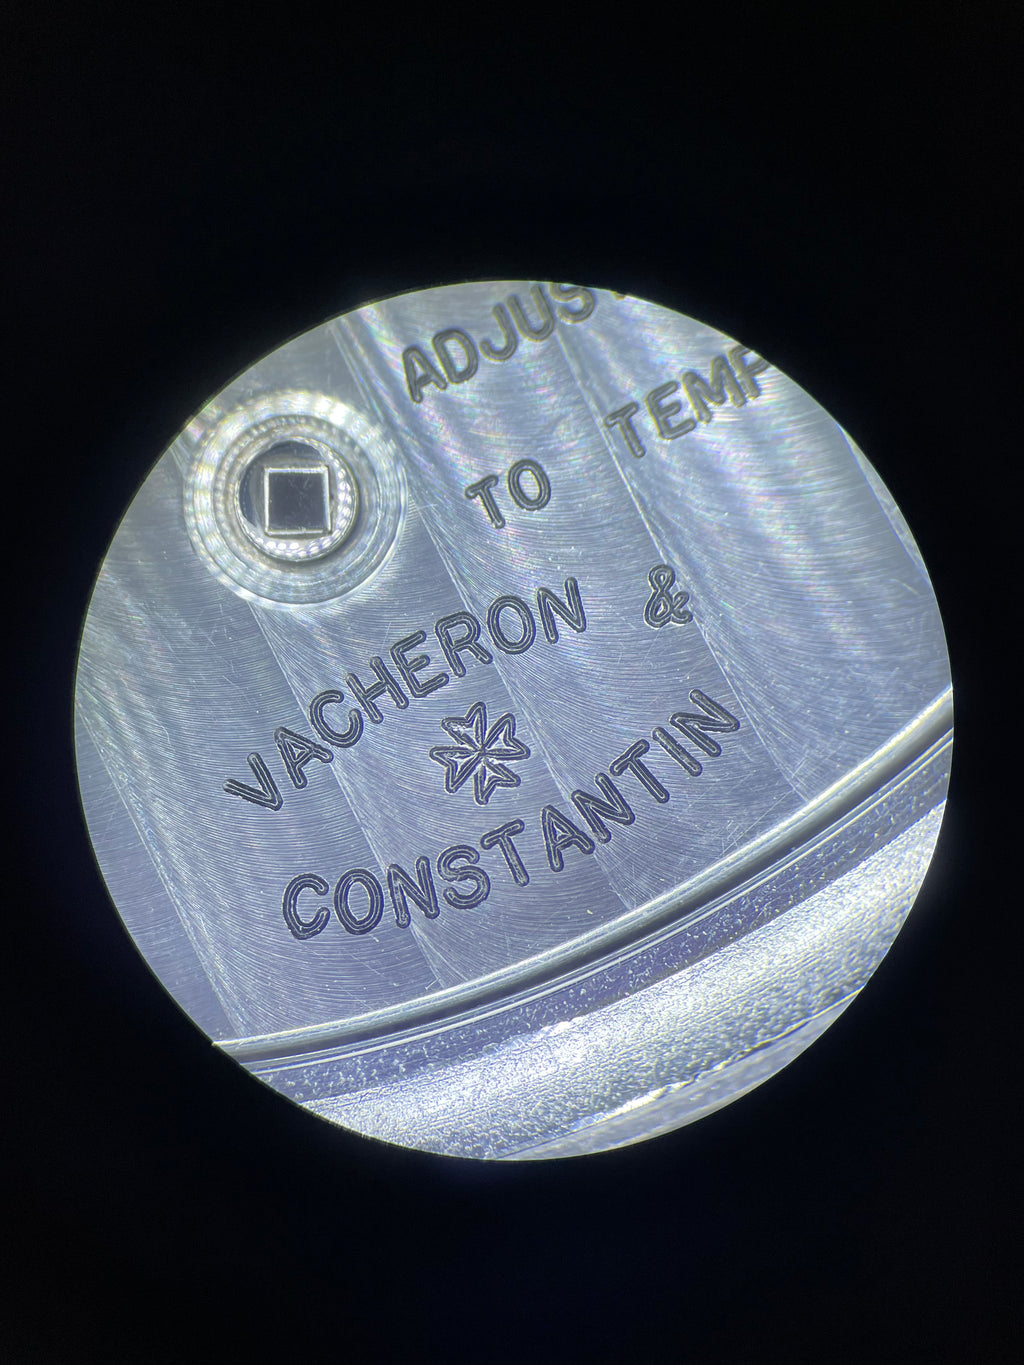 ADJUS
TO TEMP
VACHERON &
CONSTANTIN